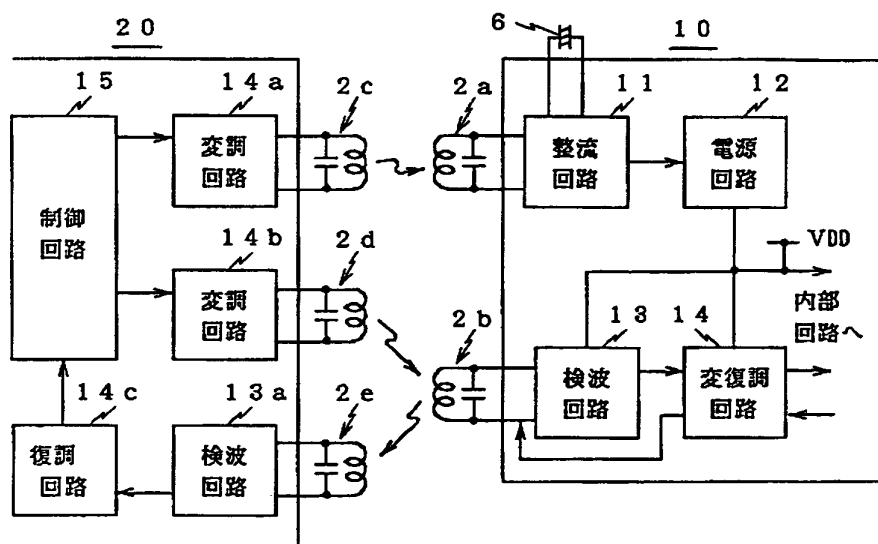 ２０
１５
１４ａ
２ｃ
２ａ
６
１０
１１
１２
制御
回路
変調
回路
整流
回路
電源
回路
１４ｂ
２ｄ
変調
回路
２ｂ
VDD
内部
回路へ
１３
１４
検波
回路
変復調
回路
１４ｃ
１３ａ
２ｅ
復調
回路
検波
回路